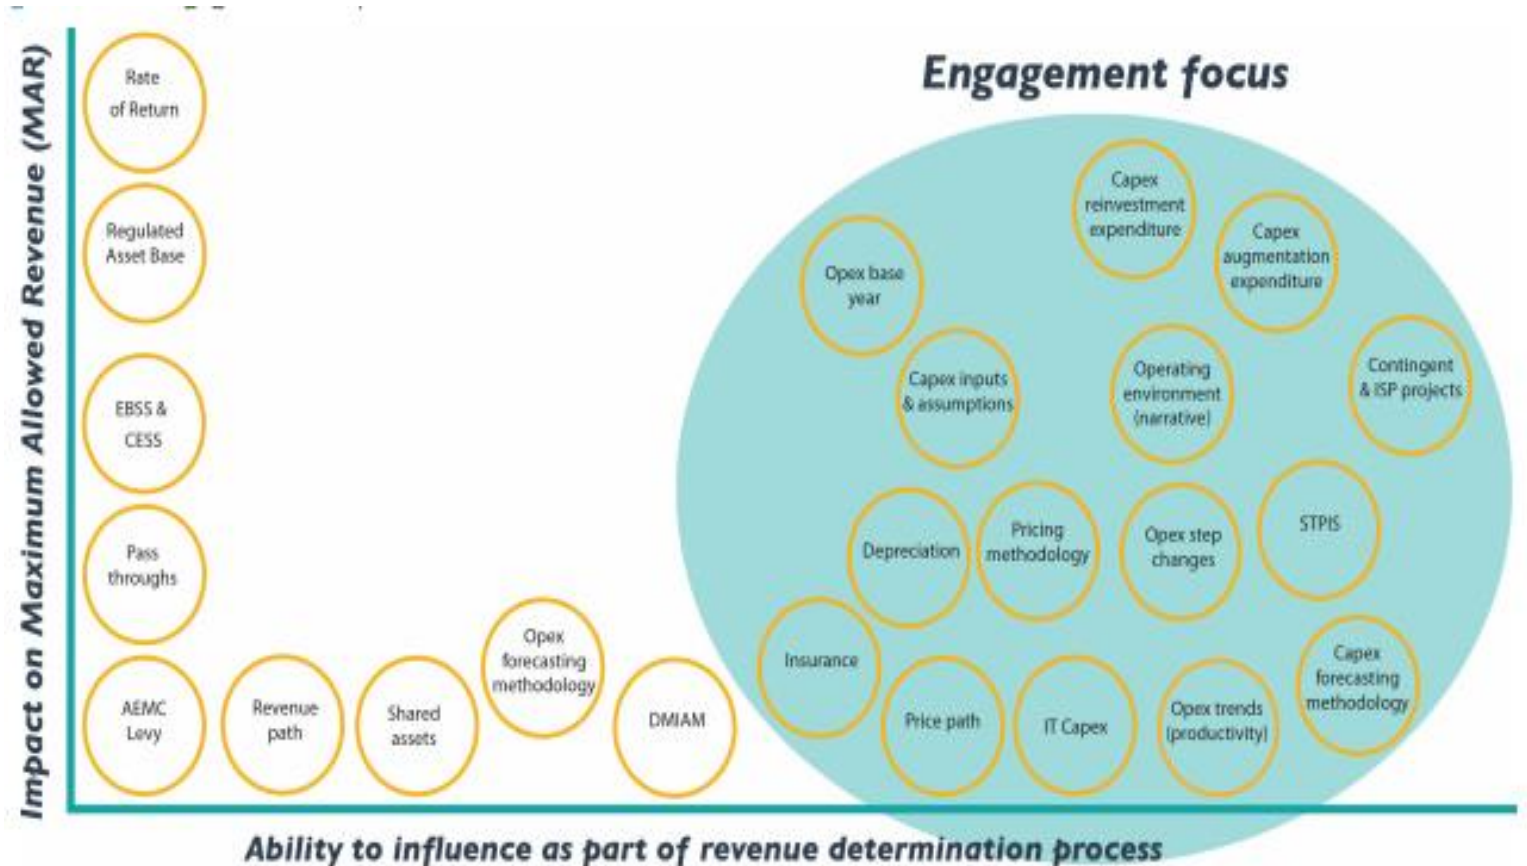 Engagement focus
Impact on Maximum Allowed Revenue (MAR)
Rate
of Return
Regulated
Asset Base
EBSS &
CESS
Pass
throughs
AEMC
Levy
Revenue
path
Shared
assets
Opex
forecasting
methodology
DMIAM
Capex
reinvestment
expenditure
Capex
augmentation
expenditure
Opex base
year
Capex inputs
& assumptions
Operating
environment
(narrative)
Contingent
& ISP projects
Depreciation
Pricing
methodology
Opex step
changes
STPIS
Insurance
Price path
IT Capex
Opex trends
(productivity)
Capex
forecasting
methodology
Ability to influence as part of revenue determination process